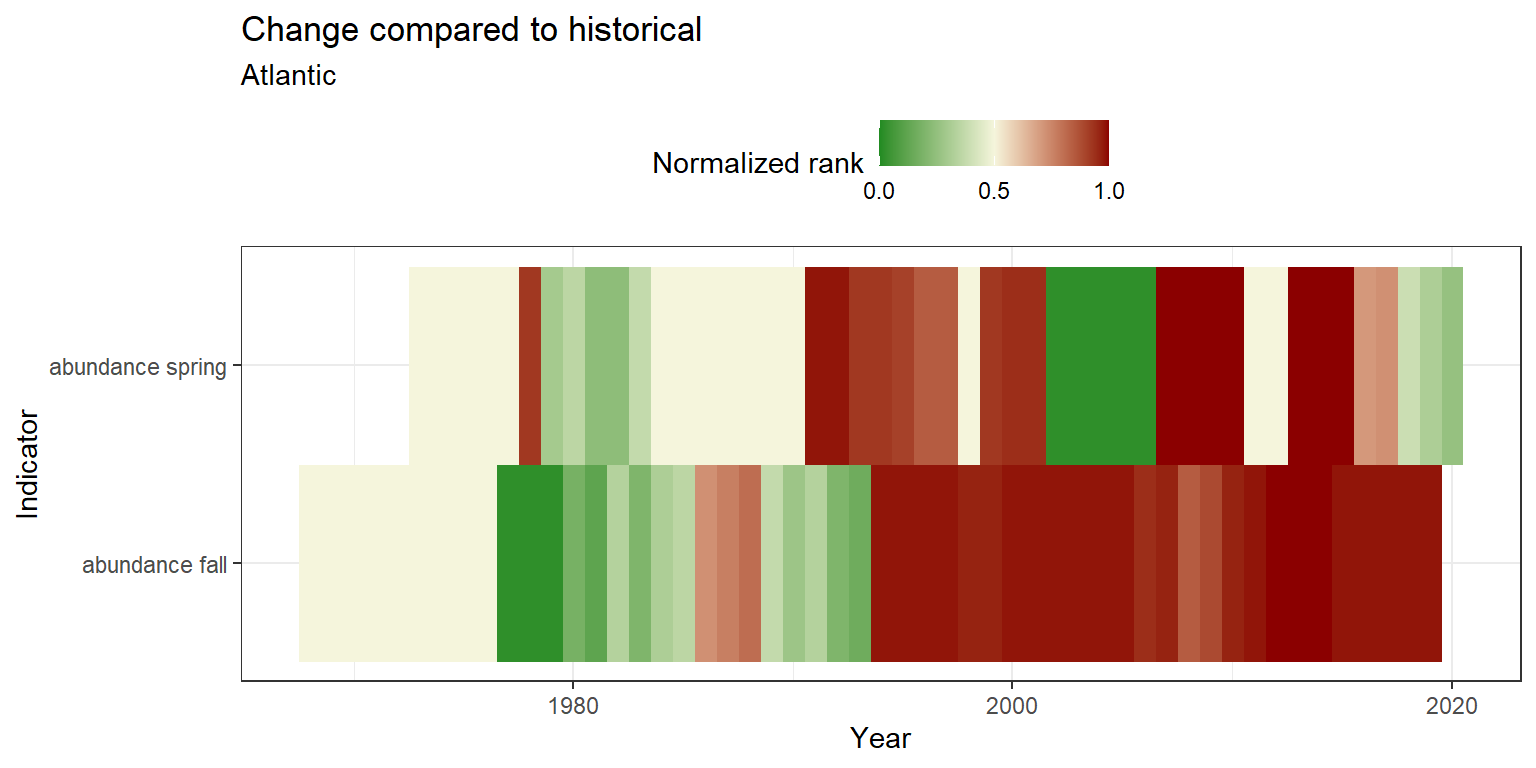 Change compared to historical
Atlantic
Normalized rank
0.0 0.5 1.0
Indicator
abundance spring
abundance fall
1980 2000 2020
Year